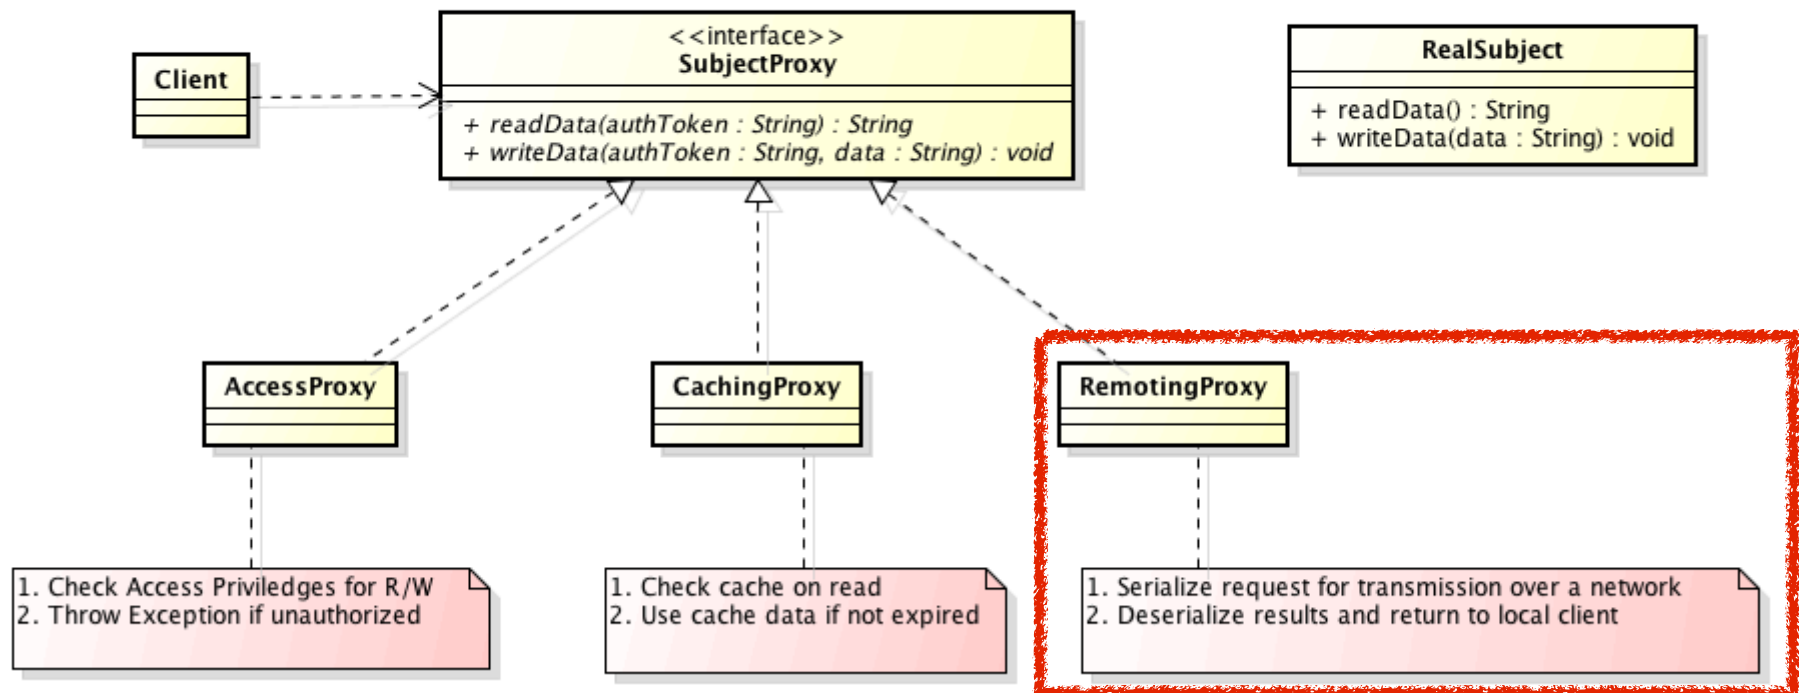 Client
<<interface>>
SubjectProxy
+ readData(authToken : String) : String
+ writeData(authToken : String, data : String) : void
RealSubject
+ readData() : String
+ writeData(data : String) : void
AccessProxy
CachingProxy
RemotingProxy
1. Check Access Priviledges for R/W
2. Throw Exception if unauthorized
1. Check cache on read
2. Use cache data if not expired
1. Serialize request for transmission over a network
2. Deserialize results and return to local client